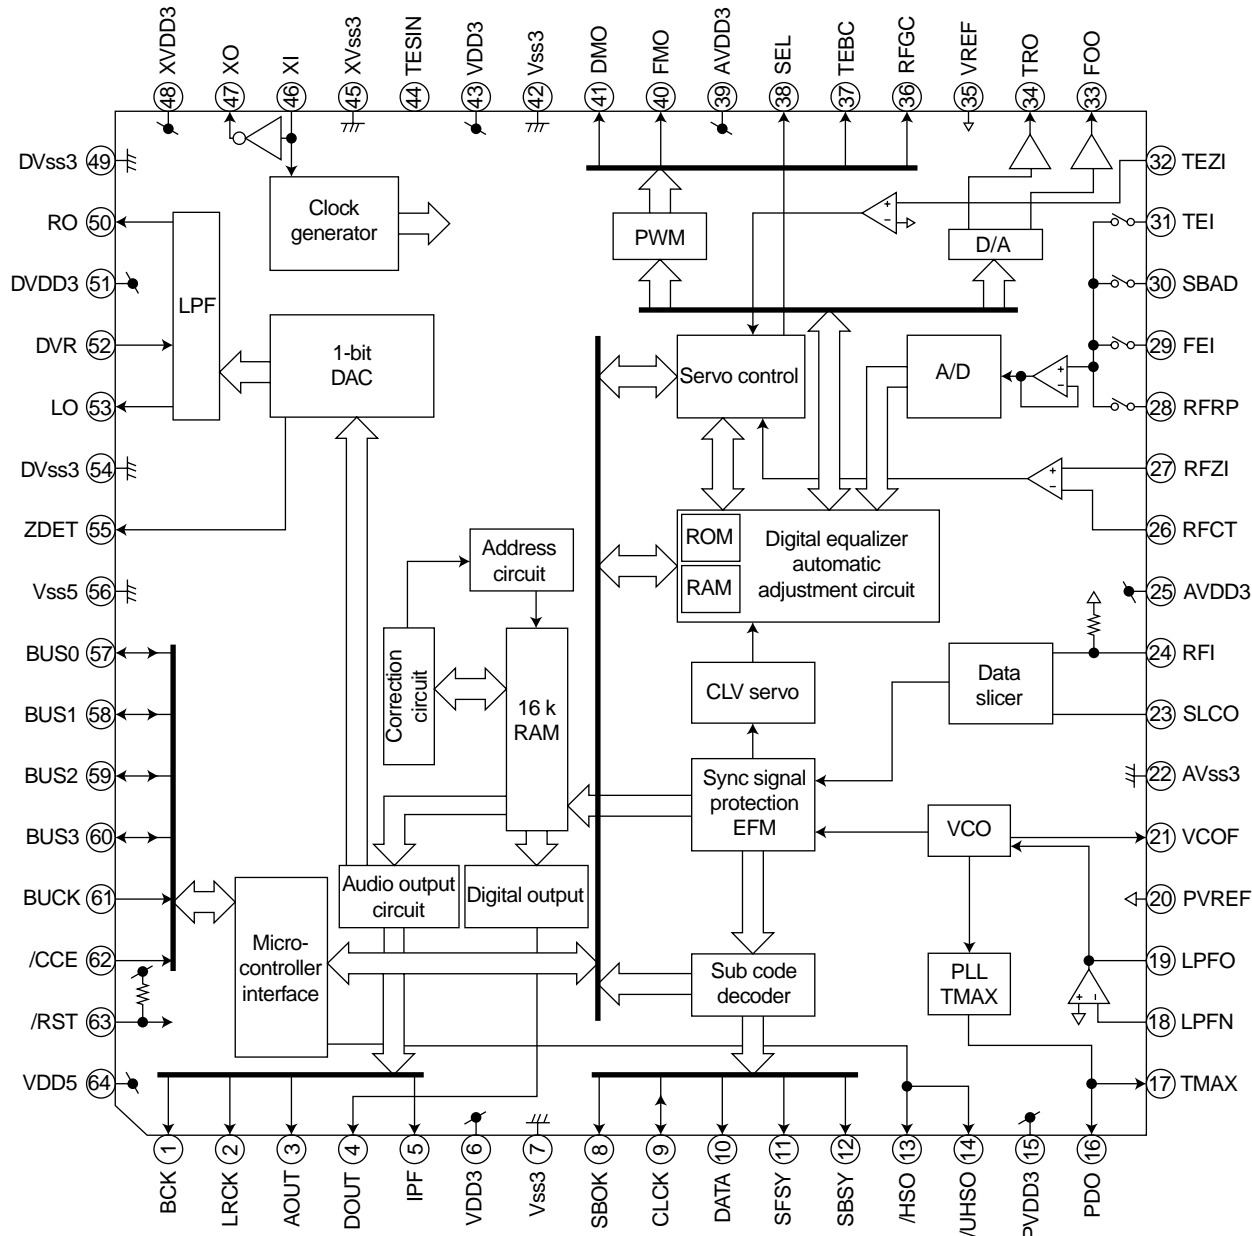 XVDD3
XO
XI
XVss3
TESIN
VDD3
Vss3
DMO
FMO
AVDD3
SEL
TEBC
RFGC
VREF
TRO
FOO
48
47
46
45
44
43
42
41
40
39
38
37
36
35
34
33
DVss3 49
RO 50
DVDD3 51
DVR 52
LO 53
DVss3 54
ZDET 55
Vss5 56
BUS0 57
BUS1 58
BUS2 59
BUS3 60
BUCK 61
/CCE 62
/RST 63
VDD5 64
Clock
generator
LPF
1-bit
DAC
PWM
D/A
+
−
Servo control
A/D
+
−
+
−
ROM
RAM
Digital equalizer
automatic
adjustment circuit
Address
circuit
Correction
circuit
16 k
RAM
CLV servo
Data
slicer
Sync signal
protection
EFM
VCO
Audio output
circuit
Digital output
Micro-
controller
interface
Sub code
decoder
PLL
TMAX
+
−
32 TEZI
31 TEI
30 SBAD
29 FEI
28 RFRP
27 RFZI
26 RFCT
25 AVDD3
24 RFI
23 SLCO
22 AVss3
21 VCOF
20 PVREF
19 LPFO
18 LPFN
17 TMAX
1
2
3
4
5
6
7
8
9
10
11
12
13
14
15
16
BCK
LRCK
AOUT
DOUT
IPF
VDD3
Vss3
SBOK
CLCK
DATA
SFSY
SBSY
/HSO
/UHSO
PVDD3
PDO